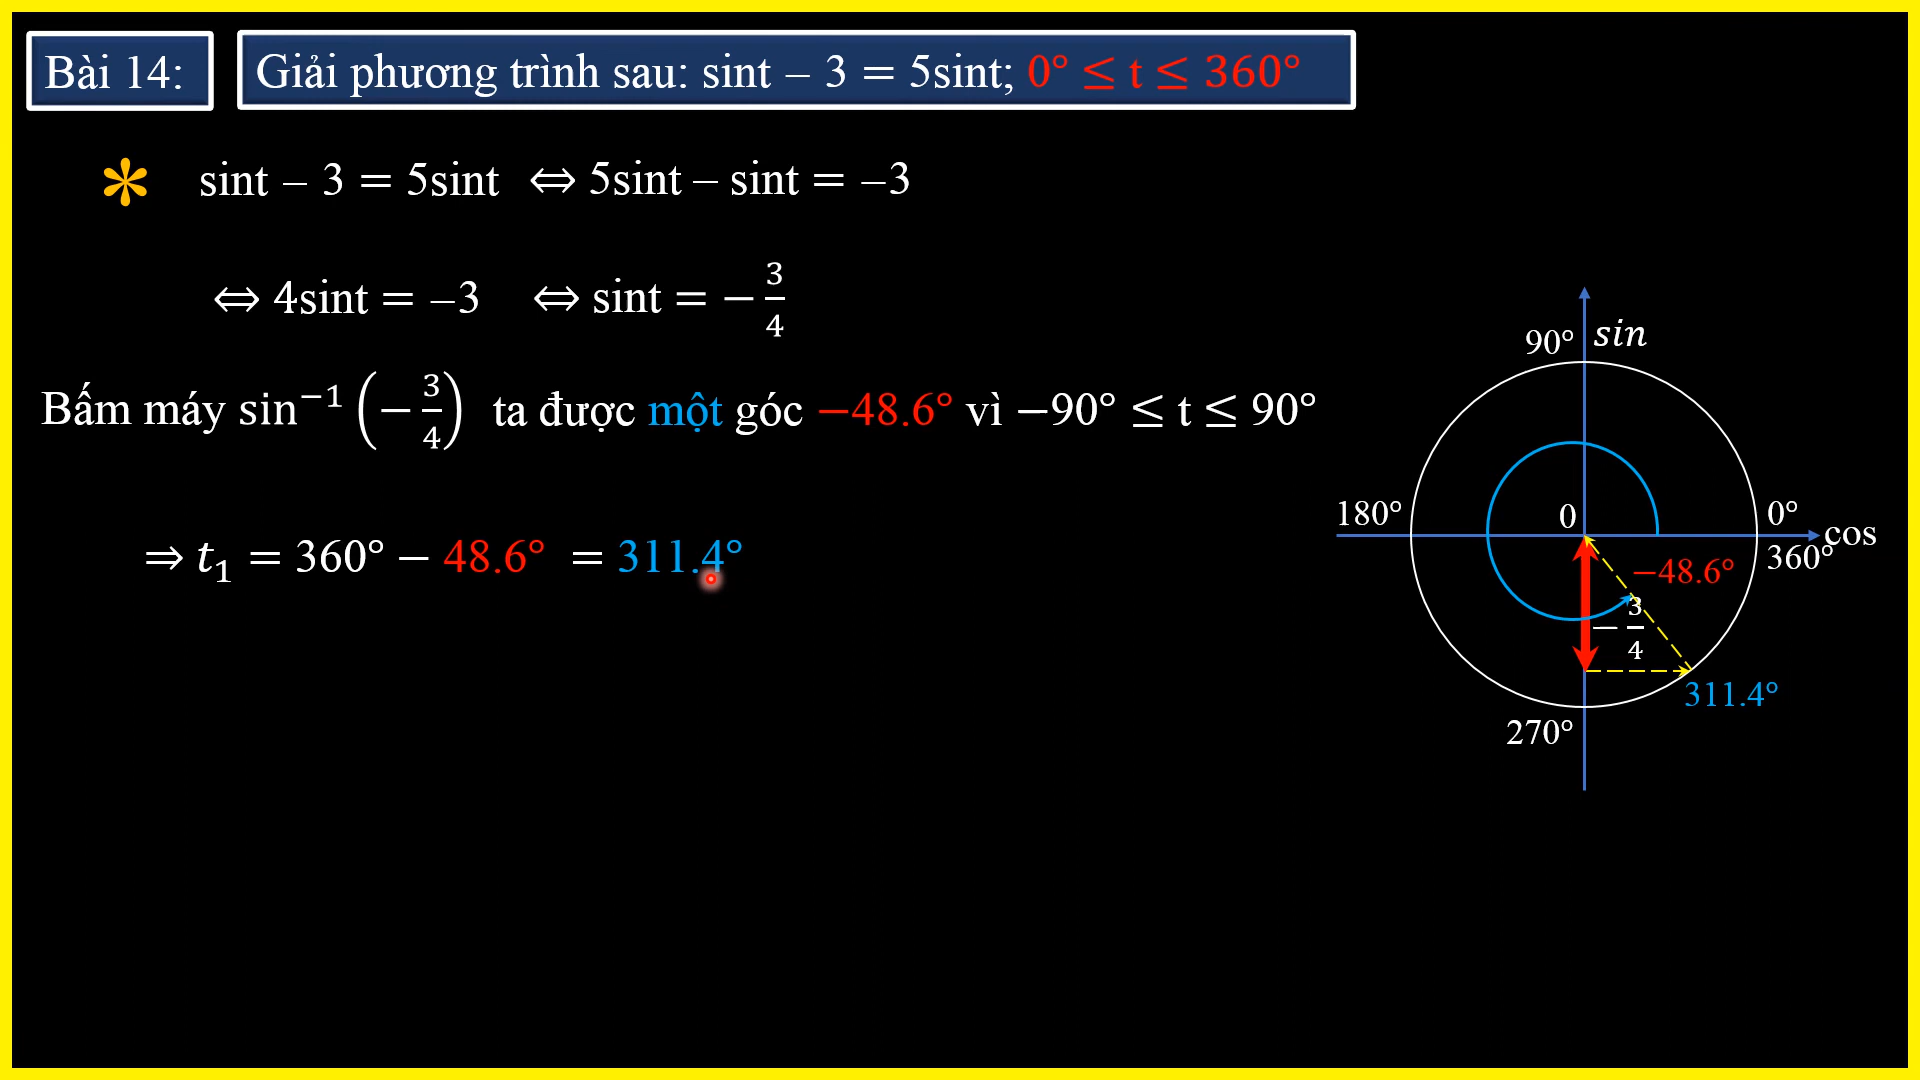 Bài 14:
Giải phương trình sau: sint – 3 = 5sint; 0° ≤ t ≤ 360°
* sint – 3 = 5sint ⇔ 5sint – sint = –3
⇔ 4sint = –3 ⇔ sint = −3/4
Bấm máy sin⁻¹(−3/4) ta được một góc −48.6° vì −90° ≤ t ≤ 90°
⇒ t₁ = 360° − 48.6° = 311.4°
90° sin
180° 0 0°
cos
360°
−48.6°
−3/4
311.4°
270°